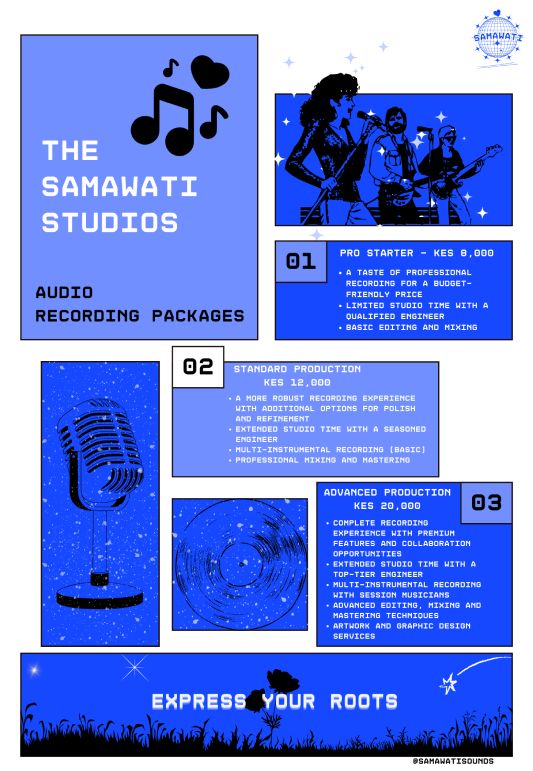 SAMAWATI
THE
SAMAWATI
STUDIOS
AUDIO
RECORDING PACKAGES
01
PRO STARTER - KES 8,000
• A TASTE OF PROFESSIONAL
RECORDING FOR A BUDGET-
FRIENDLY PRICE
• LIMITED STUDIO TIME WITH A
QUALIFIED ENGINEER
• BASIC EDITING AND MIXING
02
STANDARD PRODUCTION
KES 12,000
• A MORE ROBUST RECORDING EXPERIENCE
WITH ADDITIONAL OPTIONS FOR POLISH
AND REFINEMENT
• EXTENDED STUDIO TIME WITH A SEASONED
ENGINEER
• MULTI-INSTRUMENTAL RECORDING (BASIC)
• PROFESSIONAL MIXING AND MASTERING
ADVANCED PRODUCTION
KES 20,000
03
• COMPLETE RECORDING
EXPERIENCE WITH PREMIUM
FEATURES AND COLLABORATION
OPPORTUNITIES
• EXTENDED STUDIO TIME WITH A
TOP-TIER ENGINEER
• MULTI-INSTRUMENTAL RECORDING
WITH SESSION MUSICIANS
• ADVANCED EDITING, MIXING AND
MASTERING TECHNIQUES
• ARTWORK AND GRAPHIC DESIGN
SERVICES
EXPRESS YOUR ROOTS
@SAMAWATISOUNDS